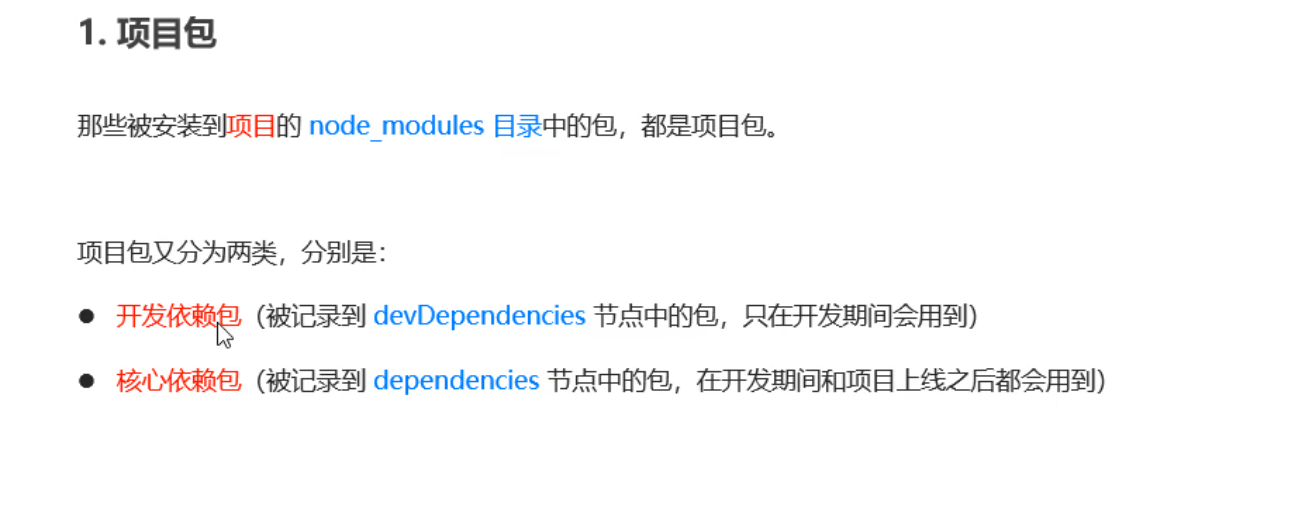 1. 项目包
那些被安装到项目的 node_modules 目录中的包，都是项目包。
项目包又分为两类，分别是：
● 开发依赖包（被记录到 devDependencies 节点中的包，只在开发期间会用到）
● 核心依赖包（被记录到 dependencies 节点中的包，在开发期间和项目上线之后都会用到）